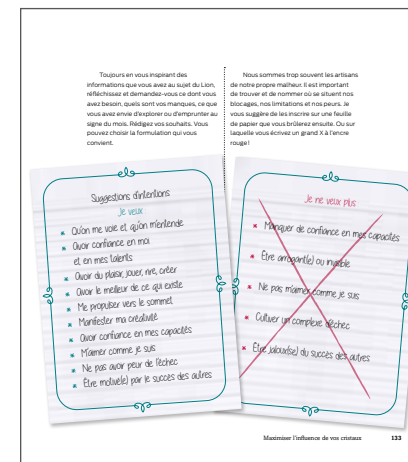 Toujours en vous inspirant des
informations que vous avez au sujet du Lion,
réfléchissez et demandez-vous ce dont vous
avez besoin, quels sont vos manques, ce que
vous avez envie d'explorer ou d'emprunter au
signe du mois. Rédigez vos souhaits. Vous
pouvez choisir la formulation qui vous
convient.
Nous sommes trop souvent les artisans
de notre propre malheur. Il est important
de trouver et de nommer où se situent nos
blocages, nos limitations et nos peurs. Je
vous suggère de les inscrire sur une feuille
de papier que vous brûlerez ensuite. Ou sur
laquelle vous écrivez un grand X à l'encre
rouge!
Suggestions d'intentions
Je veux
* Qu'on me voie et qu'on m'entende
* Avoir confiance en moi
et en mes talents
* Avoir du plaisir, jouer, rire, créer
* Avoir le meilleur de ce qui existe
* Me propulser vers le sommet
* Manifester ma créativité
* Avoir confiance en mes capacités
* M'aimer comme je suis
* Ne pas avoir peur de l'échec
* Être motivé(e) par le succès des autres
Je ne veux plus
* Manquer de confiance en mes capacités
* Être arrogant(e) ou invisible
* Ne pas m'aimer comme je suis
* Cultiver un complexe d'échec
* Être jaloux(se) du succès des autres
Maximiser l'influence de vos cristaux 133